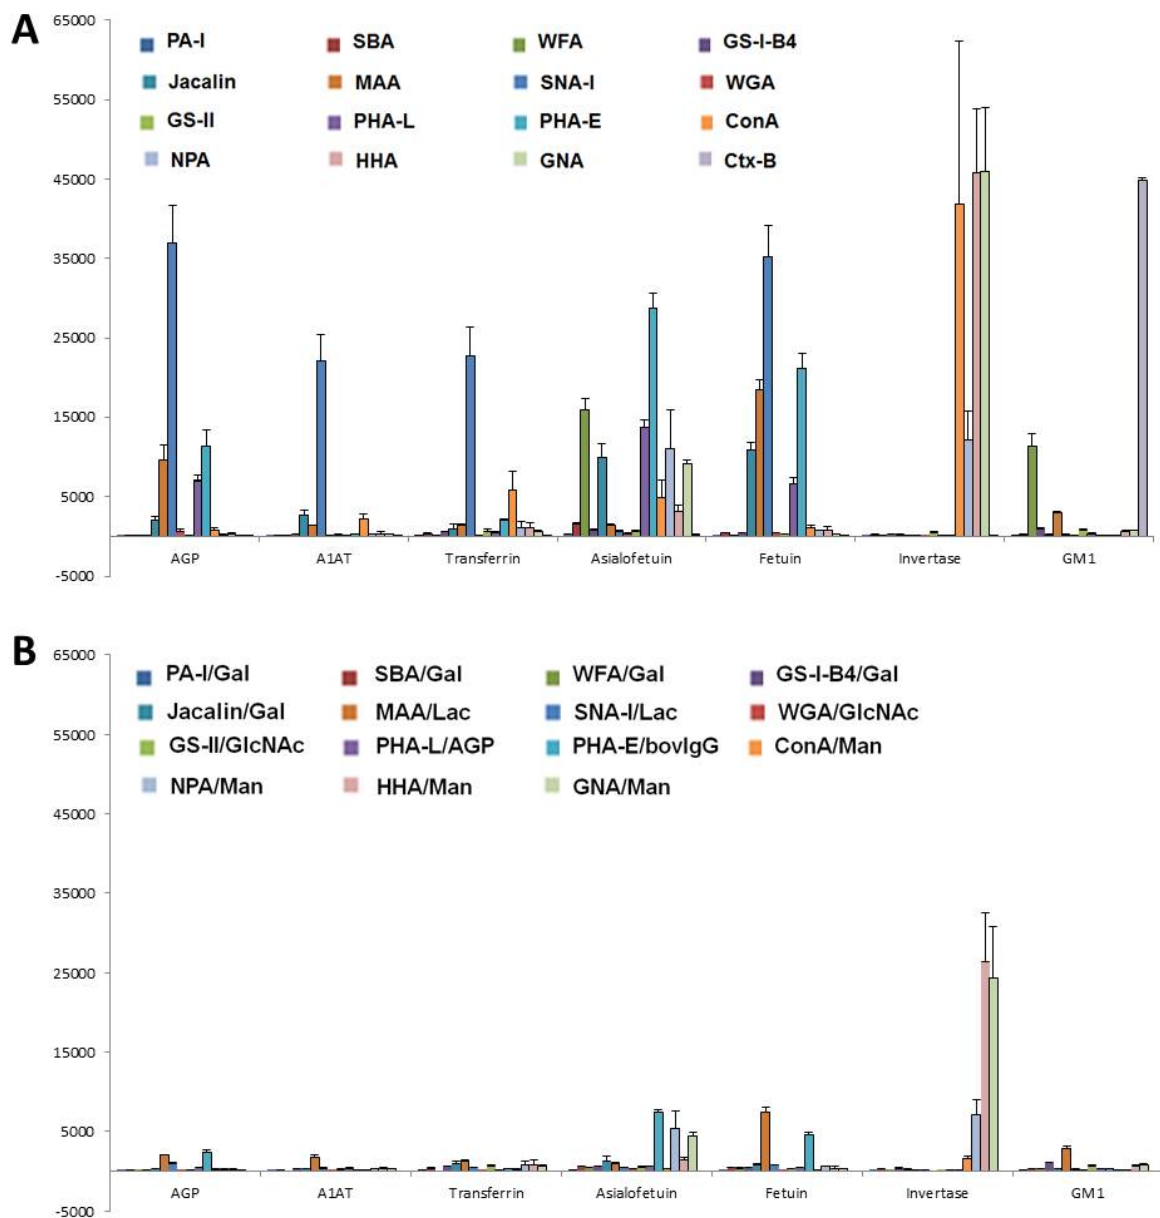 A
65000
PA-I SBA WFA GS-I-B4
Jacalin MAA SNA-I WGA
GS-II PHA-L PHA-E ConA
NPA HHA GNA Ctx-B
55000
45000
35000
25000
15000
5000
-5000
AGP A1AT Transferrin Asialofetuin Fetuin Invertase GM1
B
65000
PA-I/Gal SBA/Gal WFA/Gal GS-I-B4/Gal
Jacalin/Gal MAA/Lac SNA-I/Lac WGA/GlcNAc
GS-II/GlcNAc PHA-L/AGP PHA-E/bovIgG ConA/Man
NPA/Man HHA/Man GNA/Man
55000
45000
35000
25000
15000
5000
-5000
AGP A1AT Transferrin Asialofetuin Fetuin Invertase GM1